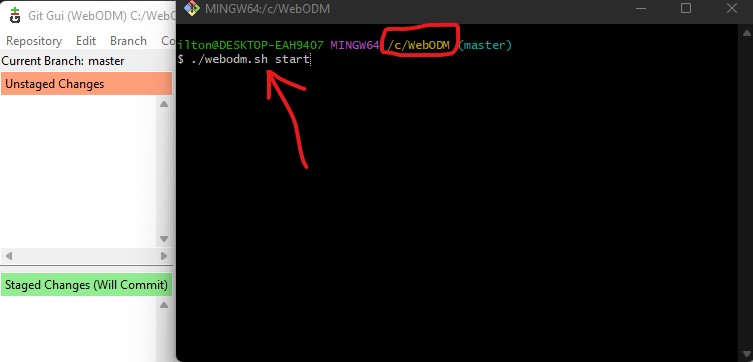 Git Gui (WebODM) C:/WebO
Repository Edit Branch Co
Current Branch: master
Unstaged Changes
Staged Changes (Will Commit)
MINGW64:/c/WebODM
ilton@DESKTOP-EAH94O7 MINGW64 /c/WebODM (master)
$ ./webodm.sh start